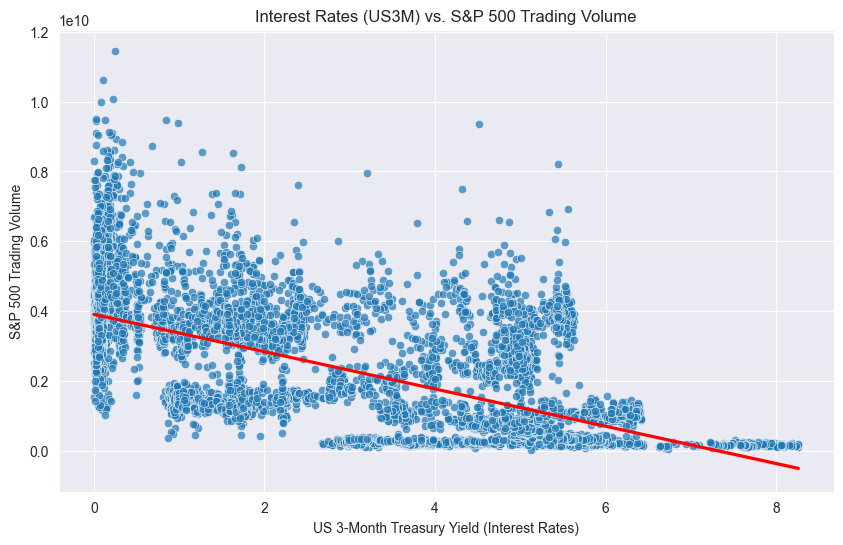 Interest Rates (US3M) vs. S&P 500 Trading Volume
1e10
1.2
1.0
0.8
0.6
0.4
0.2
0.0
S&P 500 Trading Volume
0 2 4 6 8
US 3-Month Treasury Yield (Interest Rates)